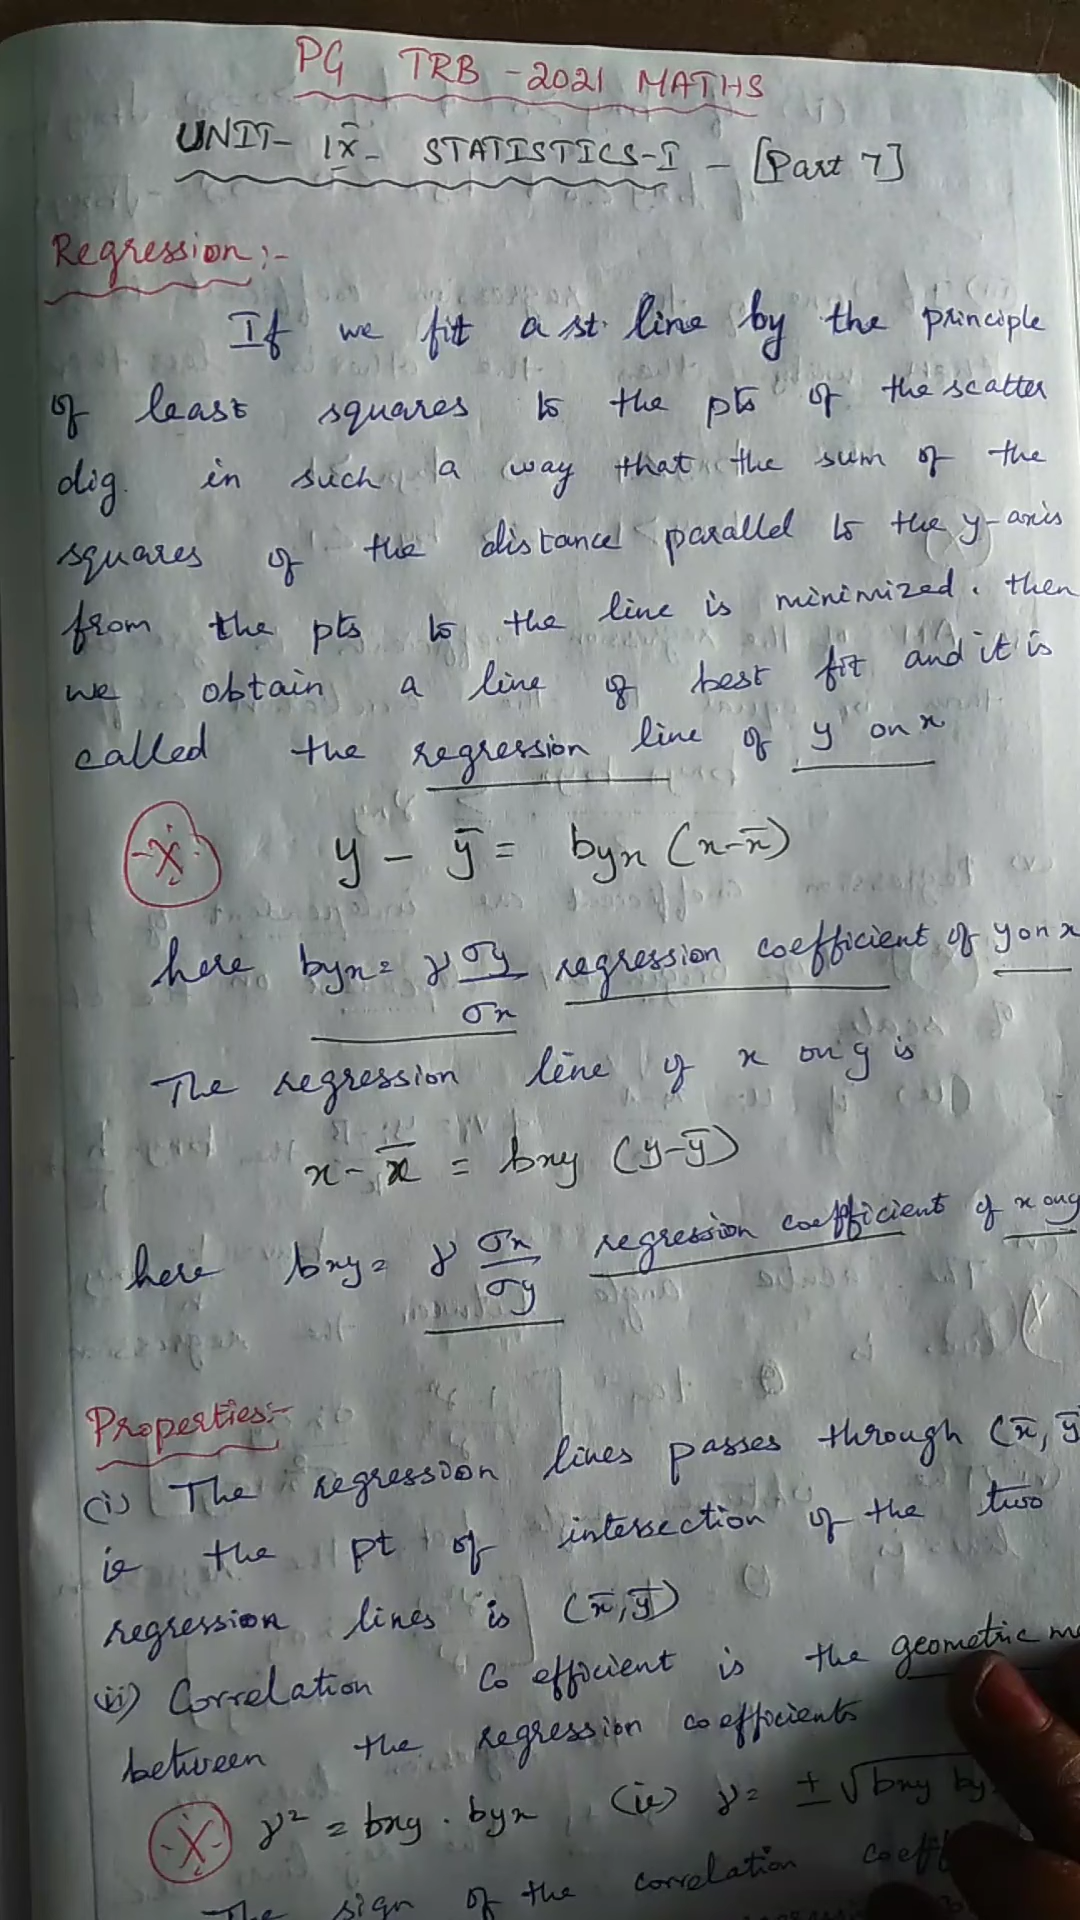 PG TRB - 2021 MATHS
UNIT - IX - STATISTICS-I - [Part 7]
Regression :-
If we fit a st. line by the principle
of least squares to the pts of the scatter
dig. in such a way that the sum of the
squares of the distance parallel to the y-axis
from the pts to the line is minimized. then
we obtain a line of best fit and it is
called the regression line of y on x
y - ȳ = byx (x-x̄)
here byx = γ σy/σx regression coefficient of y on x
The regression line of x on y is
x - x̄ = bxy (y-ȳ)
here bxy = γ σx/σy regression coefficient of x on y
Properties:-
(i) The regression lines passes through (x̄, ȳ
ie the pt of intersection of the two
regression lines is (x̄, ȳ)
(ii) Correlation Co efficient is the geometric
between the regression coefficients
γ² = bxy . byx (ie) γ = ± √bxy by
The sign of the correlation coeff